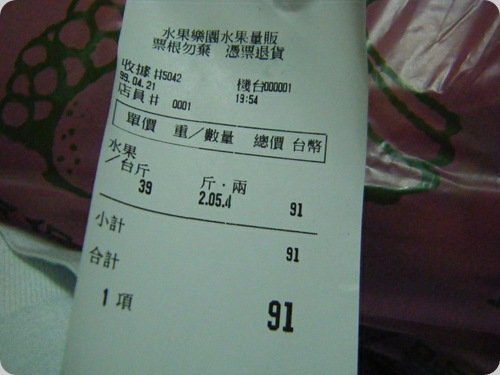 水果樂園水果量販
票根勿棄 憑票退貨
收據 #5042 機台000001
99.04.21 19:54
店員 # 0001
單價 重／數量 總價 台幣
水果
／台斤 斤.兩
39 2.05.4 91
小計 91
合計
1 項 91